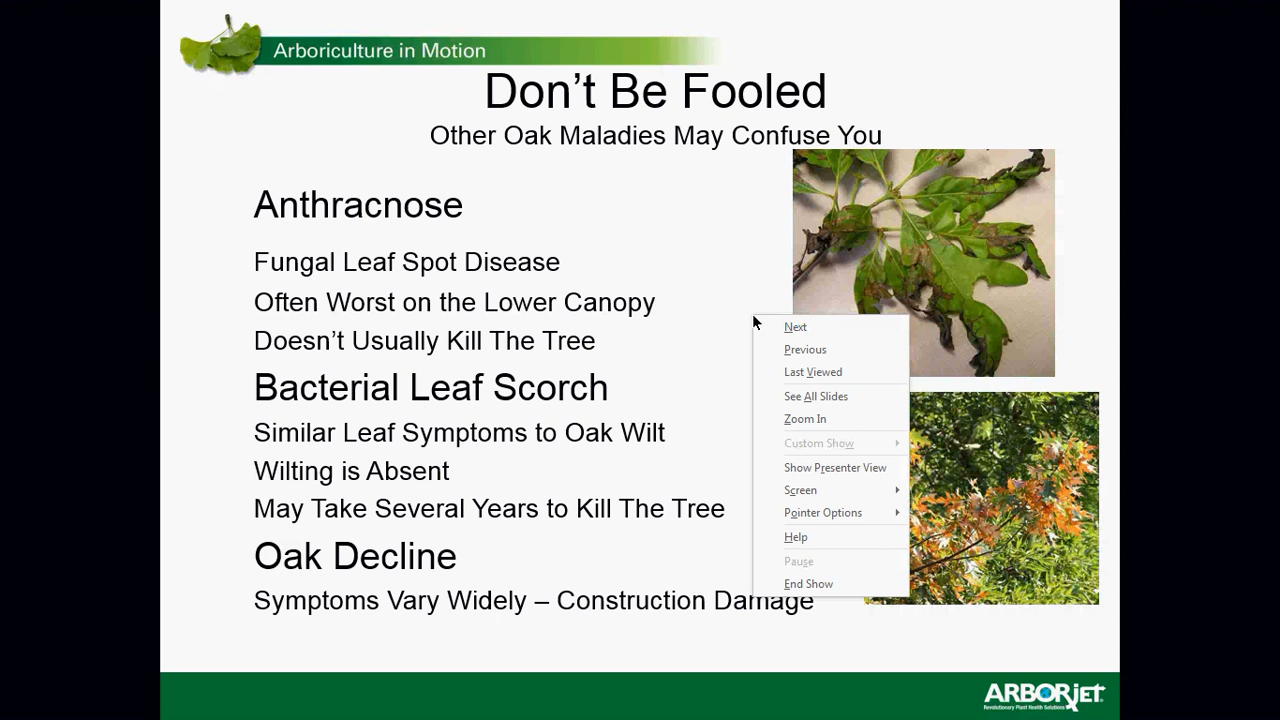 Arboriculture in Motion
Don't Be Fooled
Other Oak Maladies May Confuse You
Anthracnose
Fungal Leaf Spot Disease
Often Worst on the Lower Canopy
Doesn't Usually Kill The Tree
Bacterial Leaf Scorch
Similar Leaf Symptoms to Oak Wilt
Wilting is Absent
May Take Several Years to Kill The Tree
Oak Decline
Symptoms Vary Widely – Construction Damage
Next
Previous
Last Viewed
See All Slides
Zoom In
Custom Show
Show Presenter View
Screen
Pointer Options
Help
Pause
End Show
ARBORjet
Revolutionary Plant Health Solutions